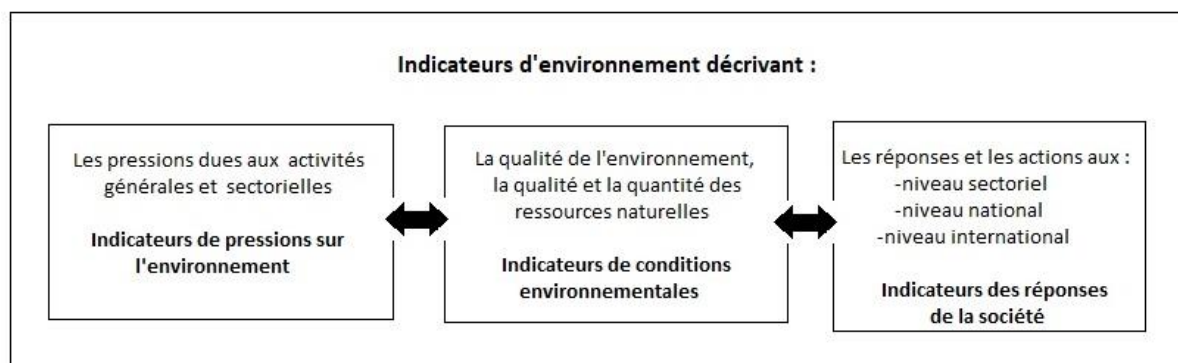 Indicateurs d'environnement décrivant :
Les pressions dues aux activités
générales et sectorielles
Indicateurs de pressions sur
l'environnement
La qualité de l'environnement,
la qualité et la quantité des
ressources naturelles
Indicateurs de conditions
environnementales
Les réponses et les actions aux :
-niveau sectoriel
-niveau national
-niveau international
Indicateurs des réponses
de la société